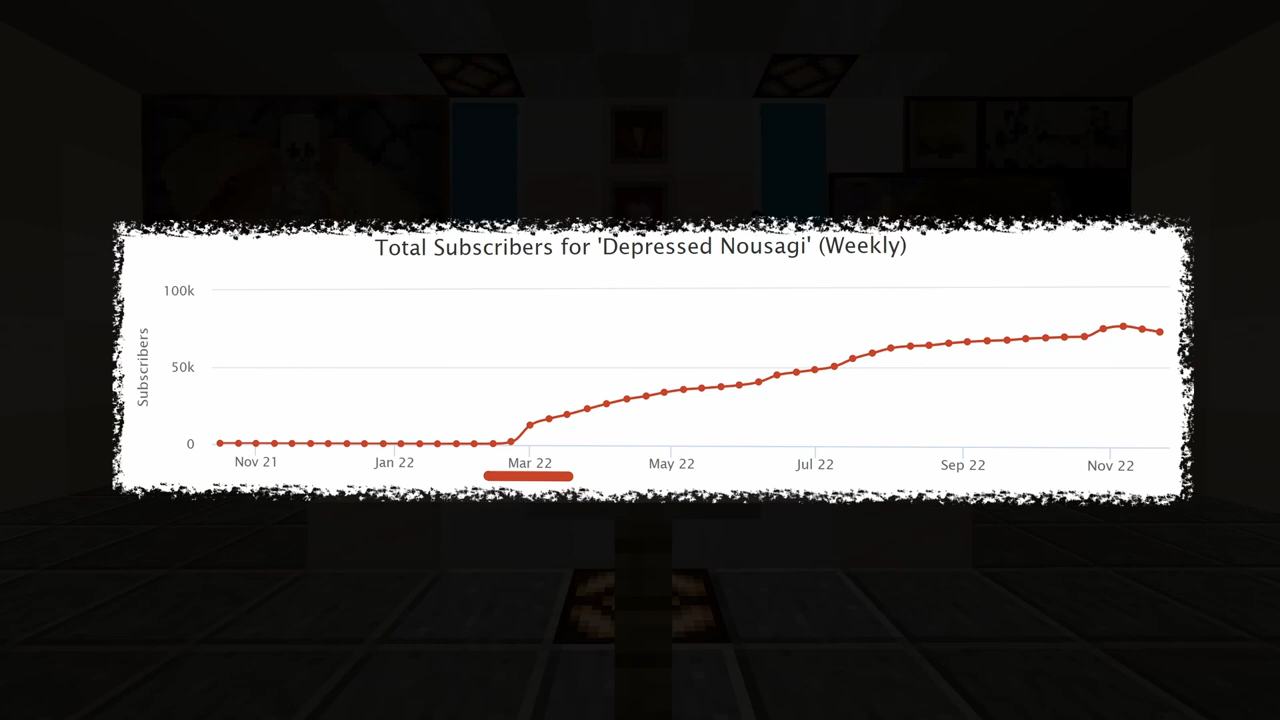 Total Subscribers for 'Depressed Nousagi' (Weekly)
100k
50k
0
Subscribers
Nov 21
Jan 22
Mar 22
May 22
Jul 22
Sep 22
Nov 22